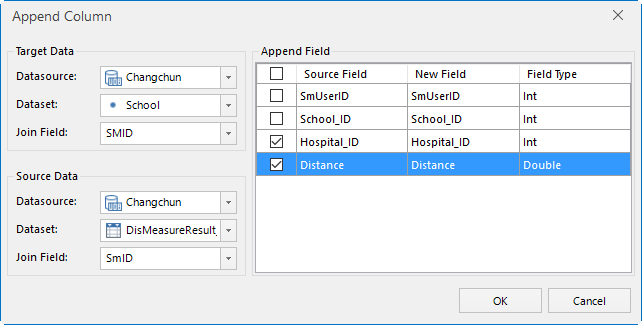 Append Column
Target Data
Datasource: Changchun
Dataset: School
Join Field: SMID
Source Data
Datasource: Changchun
Dataset: DisMeasureResult_
Join Field: SmID
Append Field
Source Field New Field Field Type
SmUserID SmUserID Int
School_ID School_ID Int
Hospital_ID Hospital_ID Int
Distance Distance Double
OK Cancel